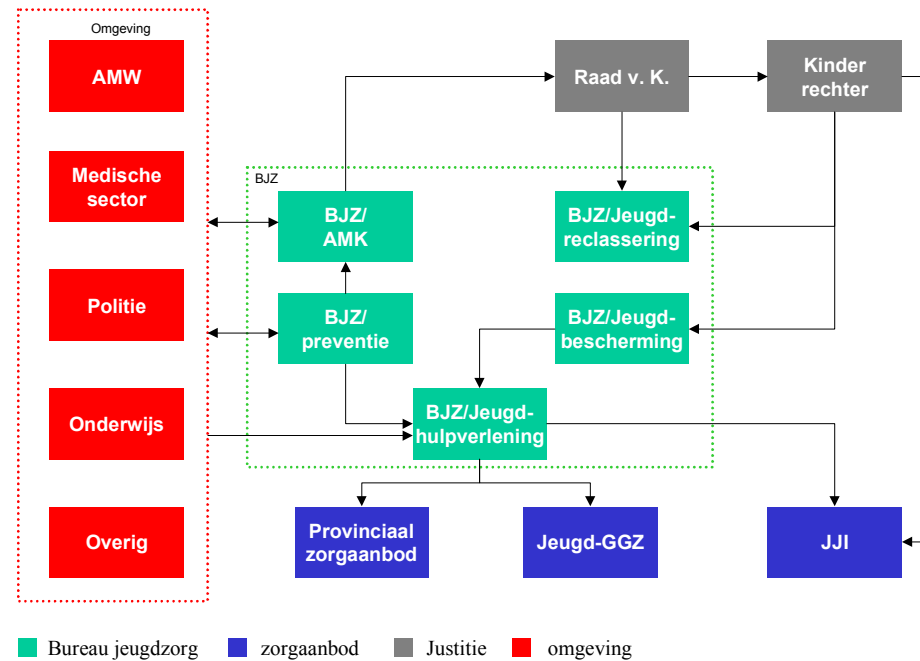 Omgeving
AMW
Medische
sector
Politie
Onderwijs
Overig
Raad v. K.
Kinder
rechter
BJZ
BJZ/
AMK
BJZ/Jeugd-
reclassering
BJZ/
preventie
BJZ/Jeugd-
bescherming
BJZ/Jeugd-
hulpverlening
Provinciaal
zorgaanbod
Jeugd-GGZ
JJI
Bureau jeugdzorg
zorgaanbod
Justitie
omgeving